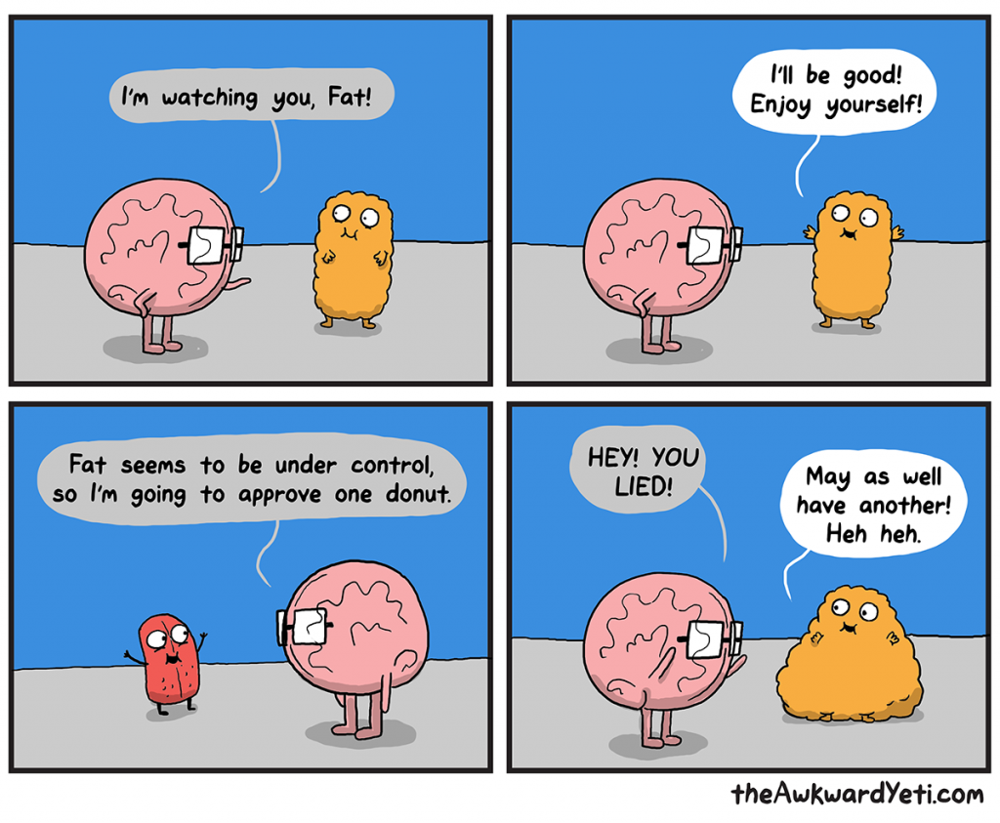 I'm watching you, Fat!
I'll be good!
Enjoy yourself!
Fat seems to be under control,
so I'm going to approve one donut.
HEY! YOU
LIED!
May as well
have another!
Heh heh.
theAwkwardYeti.com